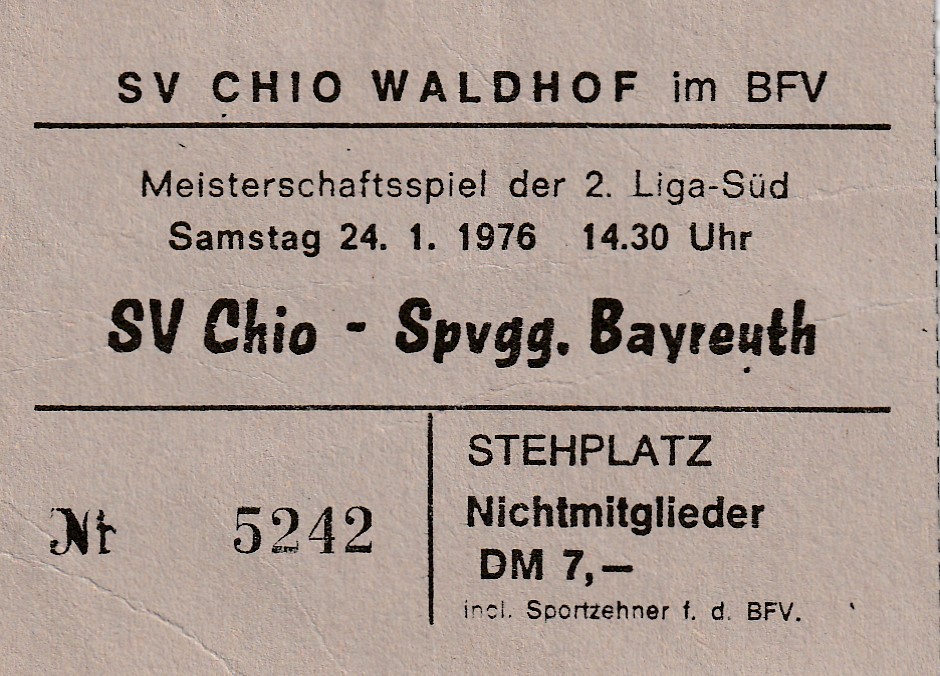 SV CHIO WALDHOF im BFV
Meisterschaftsspiel der 2. Liga-Süd
Samstag 24. 1. 1976 14.30 Uhr
SV Chio - Spvgg. Bayreuth
Nr 5242
STEHPLATZ
Nichtmitglieder
DM 7,—
incl. Sportzehner f. d. BFV.